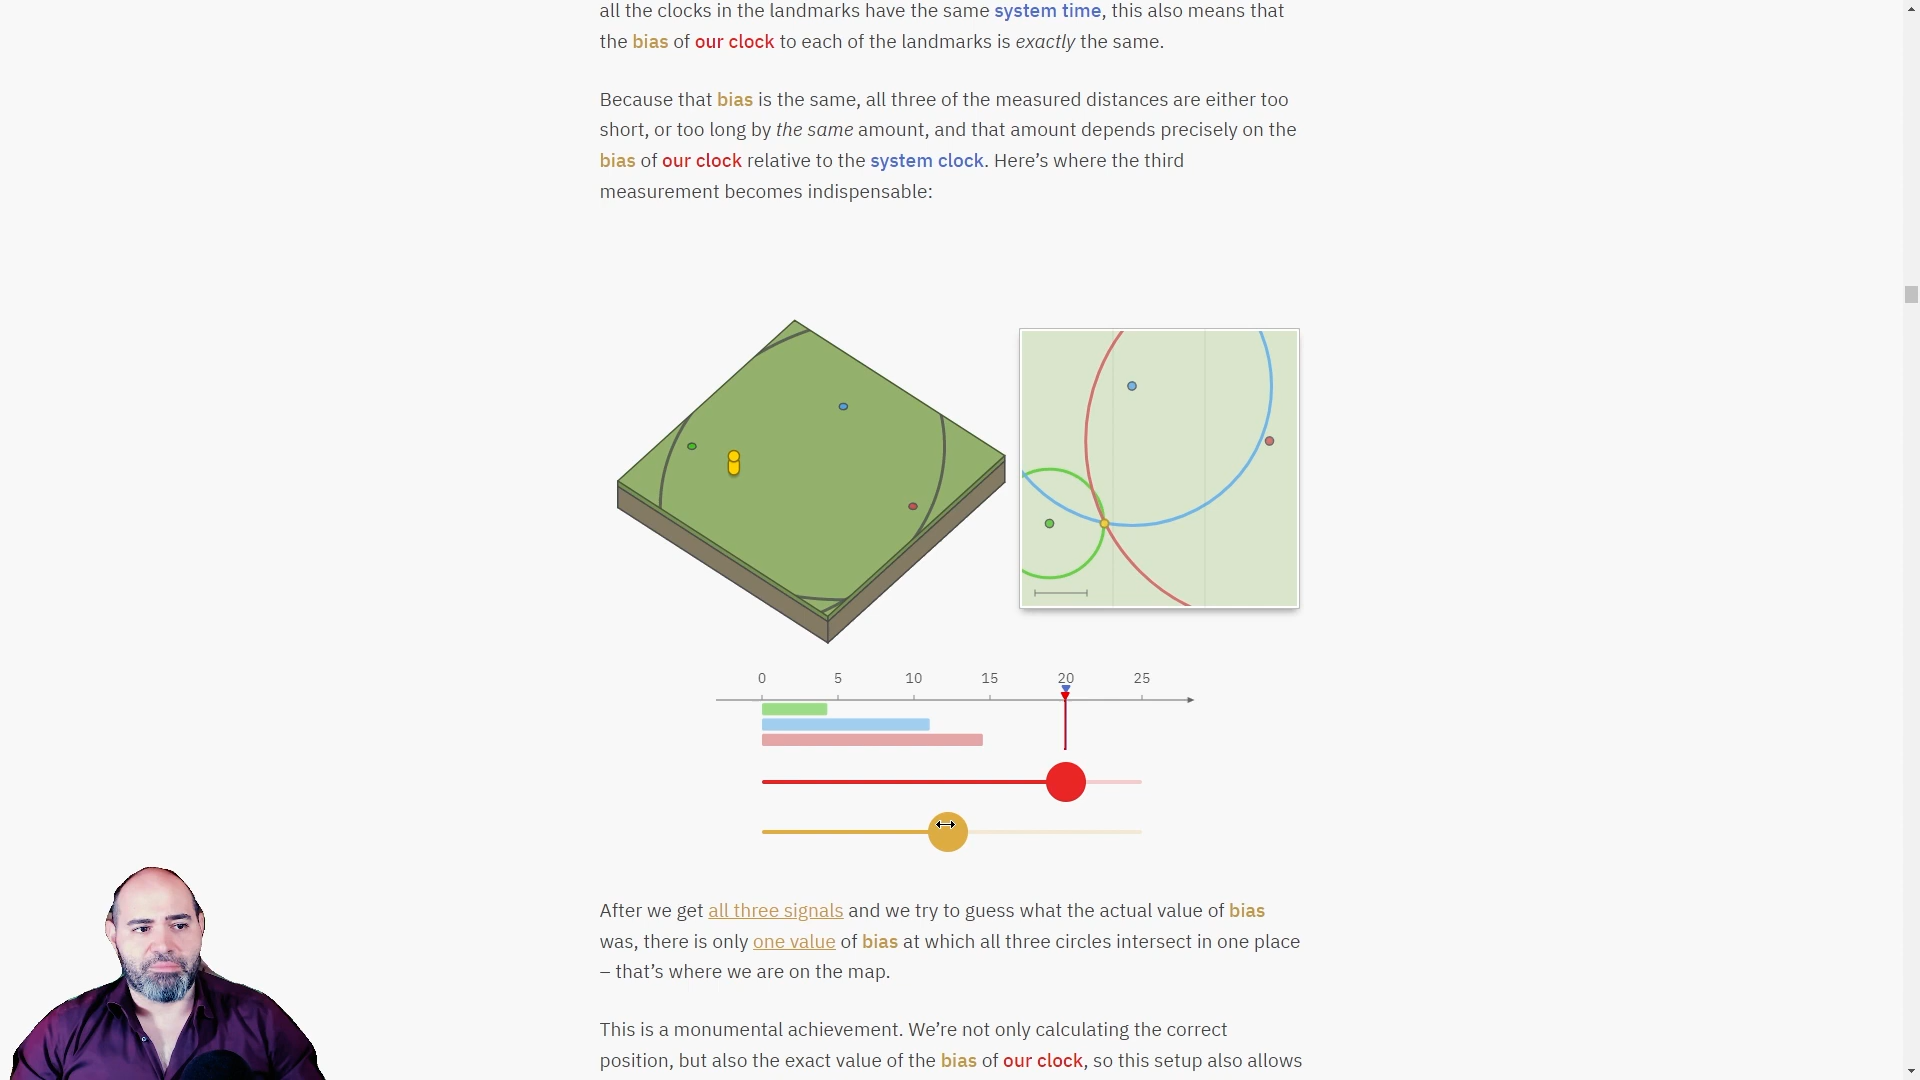 all the clocks in the landmarks have the same system time, this also means that
the bias of our clock to each of the landmarks is exactly the same.
Because that bias is the same, all three of the measured distances are either too
short, or too long by the same amount, and that amount depends precisely on the
bias of our clock relative to the system clock. Here’s where the third
measurement becomes indispensable:
0 5 10 15 20 25
After we get all three signals and we try to guess what the actual value of bias
was, there is only one value of bias at which all three circles intersect in one place
– that’s where we are on the map.
This is a monumental achievement. We’re not only calculating the correct
position, but also the exact value of the bias of our clock, so this setup also allows